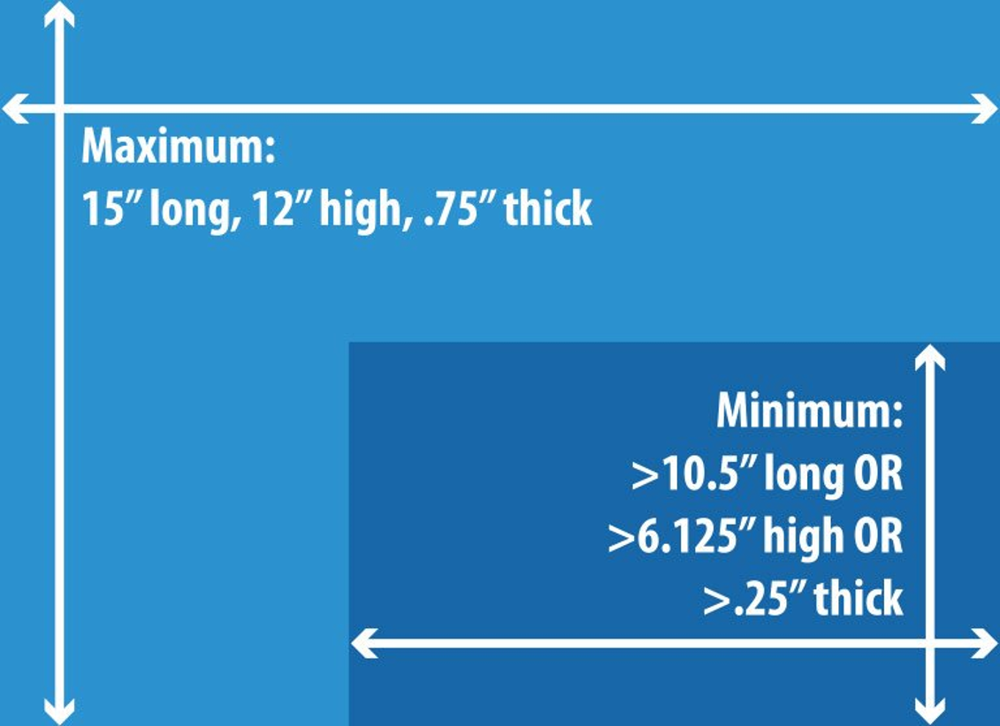 Maximum:
15” long, 12” high, .75” thick
Minimum:
>10.5” long OR
>6.125” high OR
>.25” thick